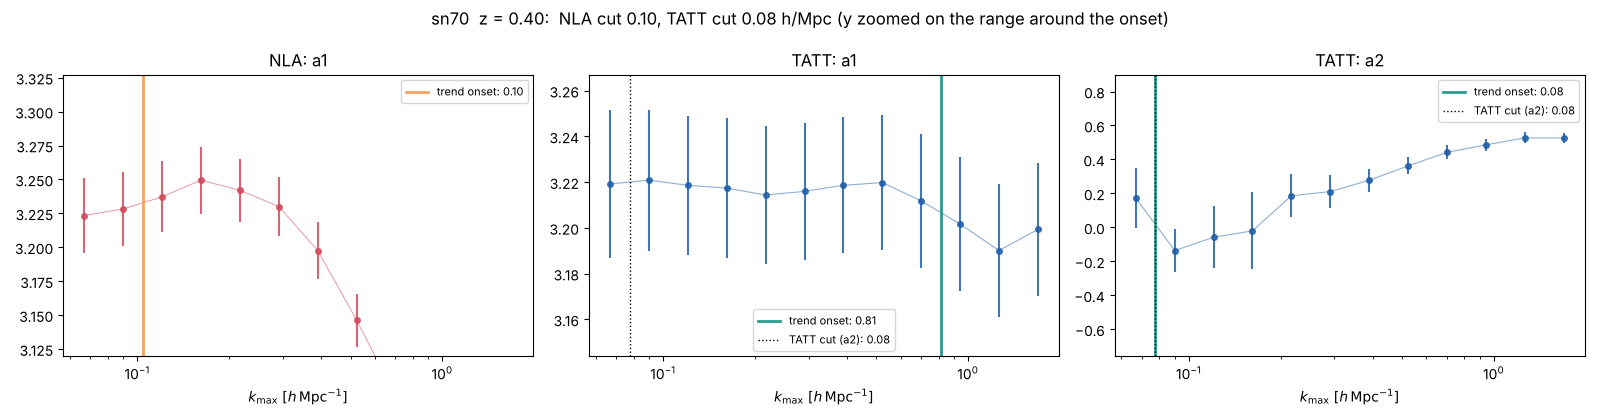 sn70 z = 0.40: NLA cut 0.10, TATT cut 0.08 h/Mpc (y zoomed on the range around the onset)
NLA: a1
3.325
3.300
3.275
3.250
3.225
3.200
3.175
3.150
3.125
trend onset: 0.10
10⁻¹
10⁰
k_max [h Mpc⁻¹]
TATT: a1
3.26
3.24
3.22
3.20
3.18
3.16
trend onset: 0.81
TATT cut (a2): 0.08
10⁻¹
10⁰
k_max [h Mpc⁻¹]
TATT: a2
0.8
0.6
0.4
0.2
0.0
−0.2
−0.4
−0.6
trend onset: 0.08
TATT cut (a2): 0.08
10⁻¹
10⁰
k_max [h Mpc⁻¹]